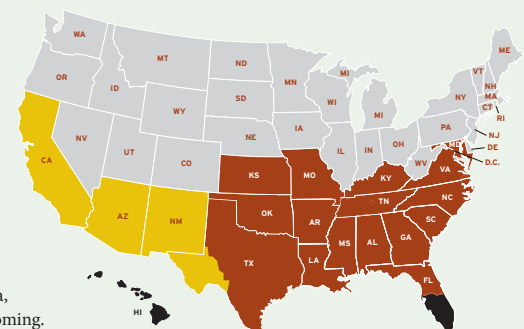 WA
OR
CA
NV
ID
MT
WY
UT
AZ
CO
NM
ND
SD
NE
KS
OK
TX
MN
IA
MO
AR
LA
WI
IL
MI
MI
IN
OH
KY
TN
MS
AL
GA
FL
SC
NC
VA
WV
MD
D.C.
DE
PA
NJ
NY
CT
RI
MA
NH
VT
ME
HI
a,
oming.